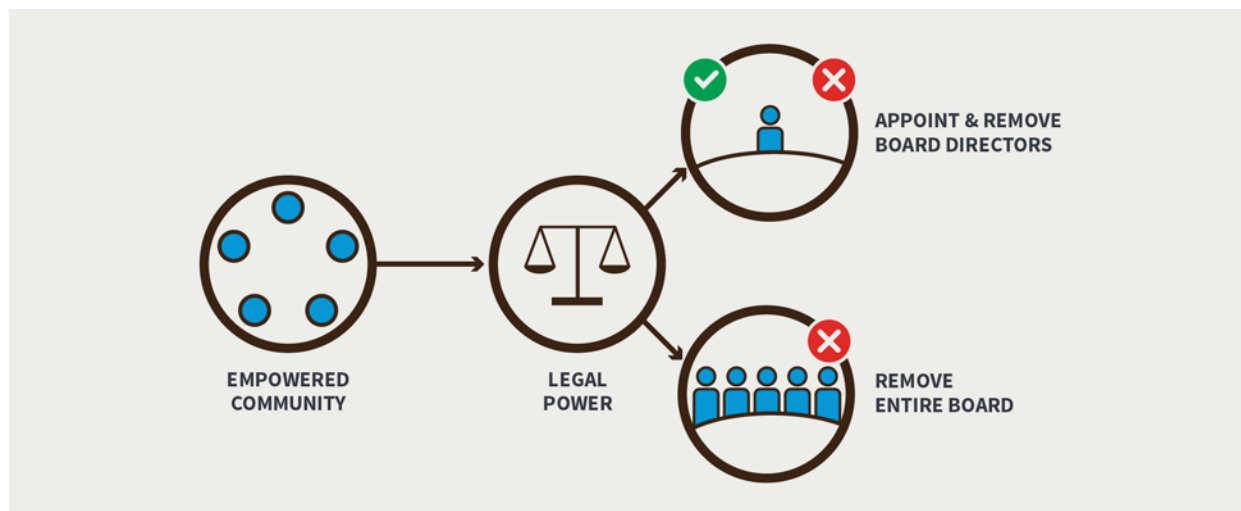 APPOINT & REMOVE
BOARD DIRECTORS
EMPOWERED
COMMUNITY
LEGAL
POWER
REMOVE
ENTIRE BOARD